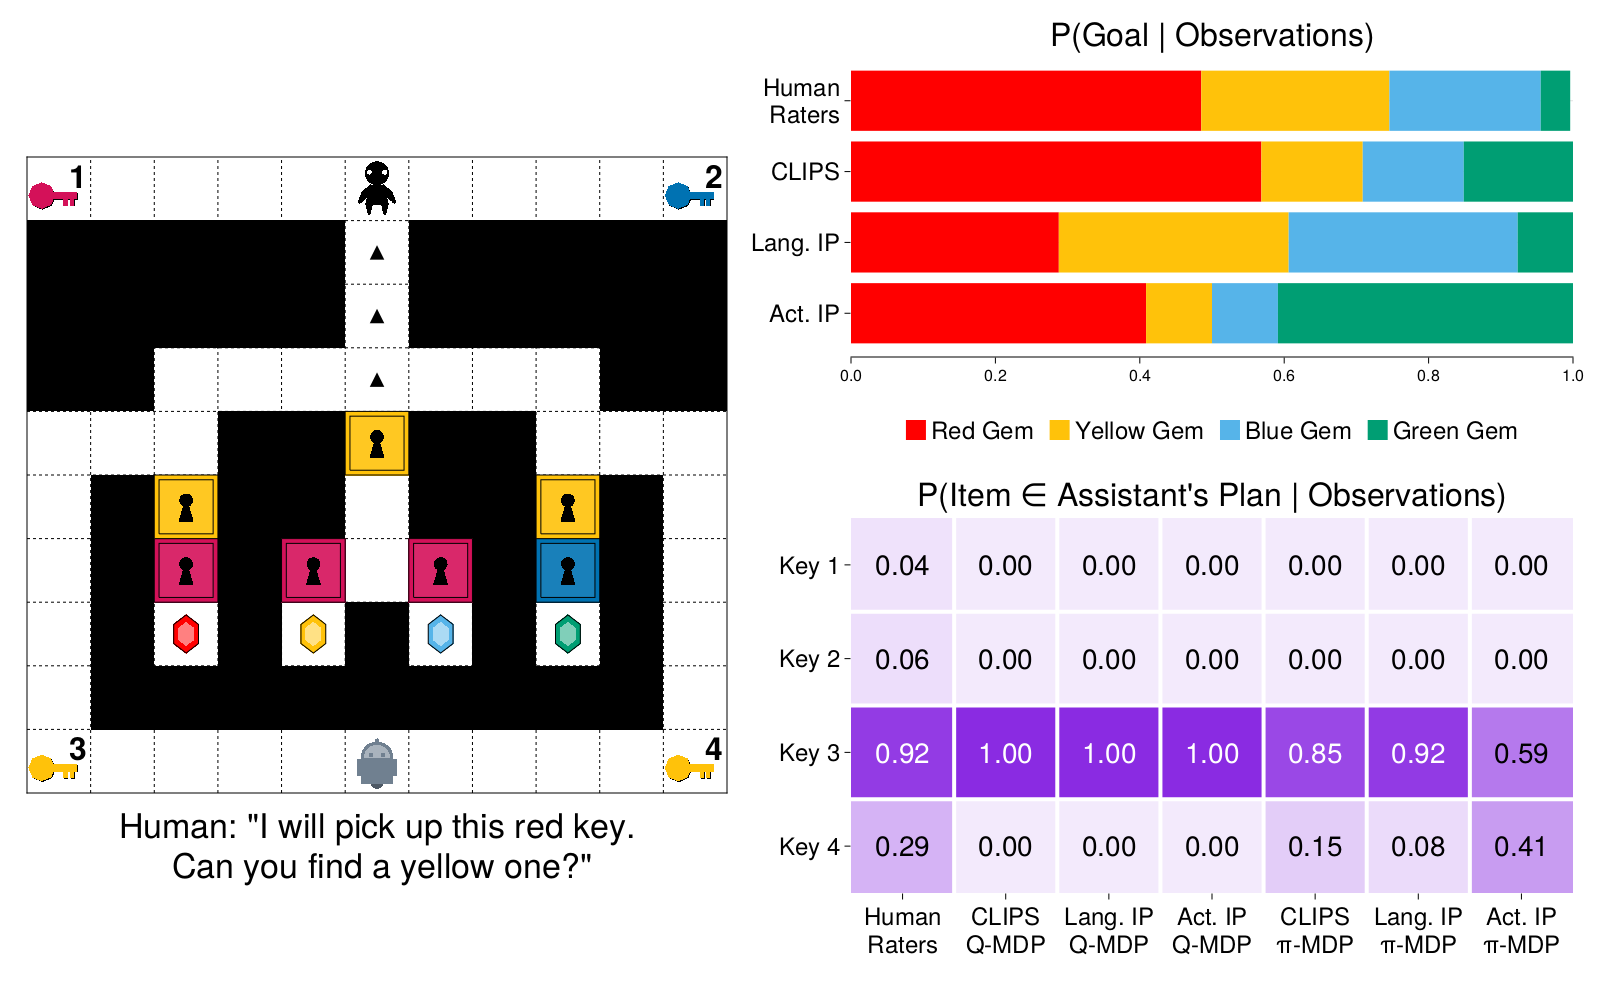 1
2
3
4
Human: "I will pick up this red key.
Can you find a yellow one?"
P(Goal | Observations)
Human
Raters
CLIPS
Lang. IP
Act. IP
0.0 0.2 0.4 0.6 0.8 1.0
Red Gem Yellow Gem Blue Gem Green Gem
P(Item ∈ Assistant's Plan | Observations)
Key 1 0.04 0.00 0.00 0.00 0.00 0.00 0.00
Key 2 0.06 0.00 0.00 0.00 0.00 0.00 0.00
Key 3 0.92 1.00 1.00 1.00 0.85 0.92 0.59
Key 4 0.29 0.00 0.00 0.00 0.15 0.08 0.41
Human CLIPS Lang. IP Act. IP CLIPS Lang. IP Act. IP
Raters Q-MDP Q-MDP Q-MDP π-MDP π-MDP π-MDP